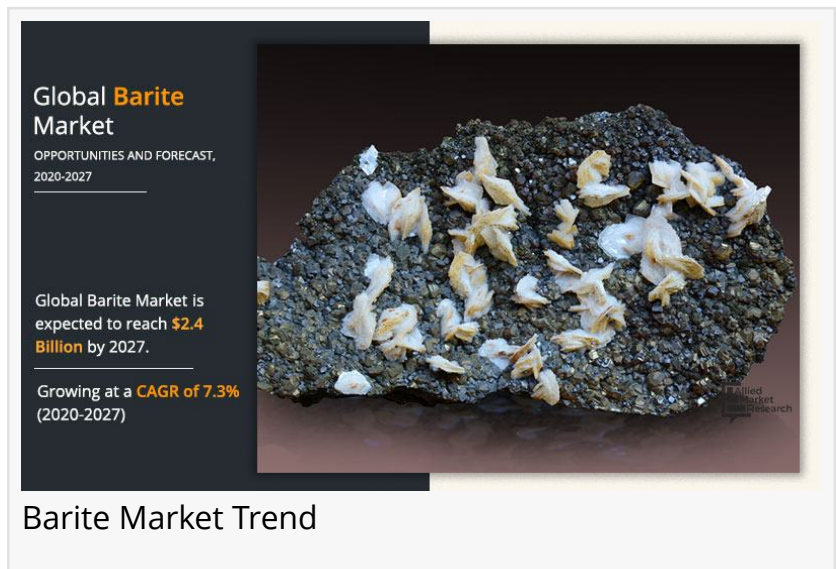 Global Barite
Market
OPPORTUNITIES AND FORECAST,
2020-2027
Global Barite Market is
expected to reach $2.4
Billion by 2027.
Growing at a CAGR of 7.3%
(2020-2027)
Allied
Market
Research
Barite Market Trend